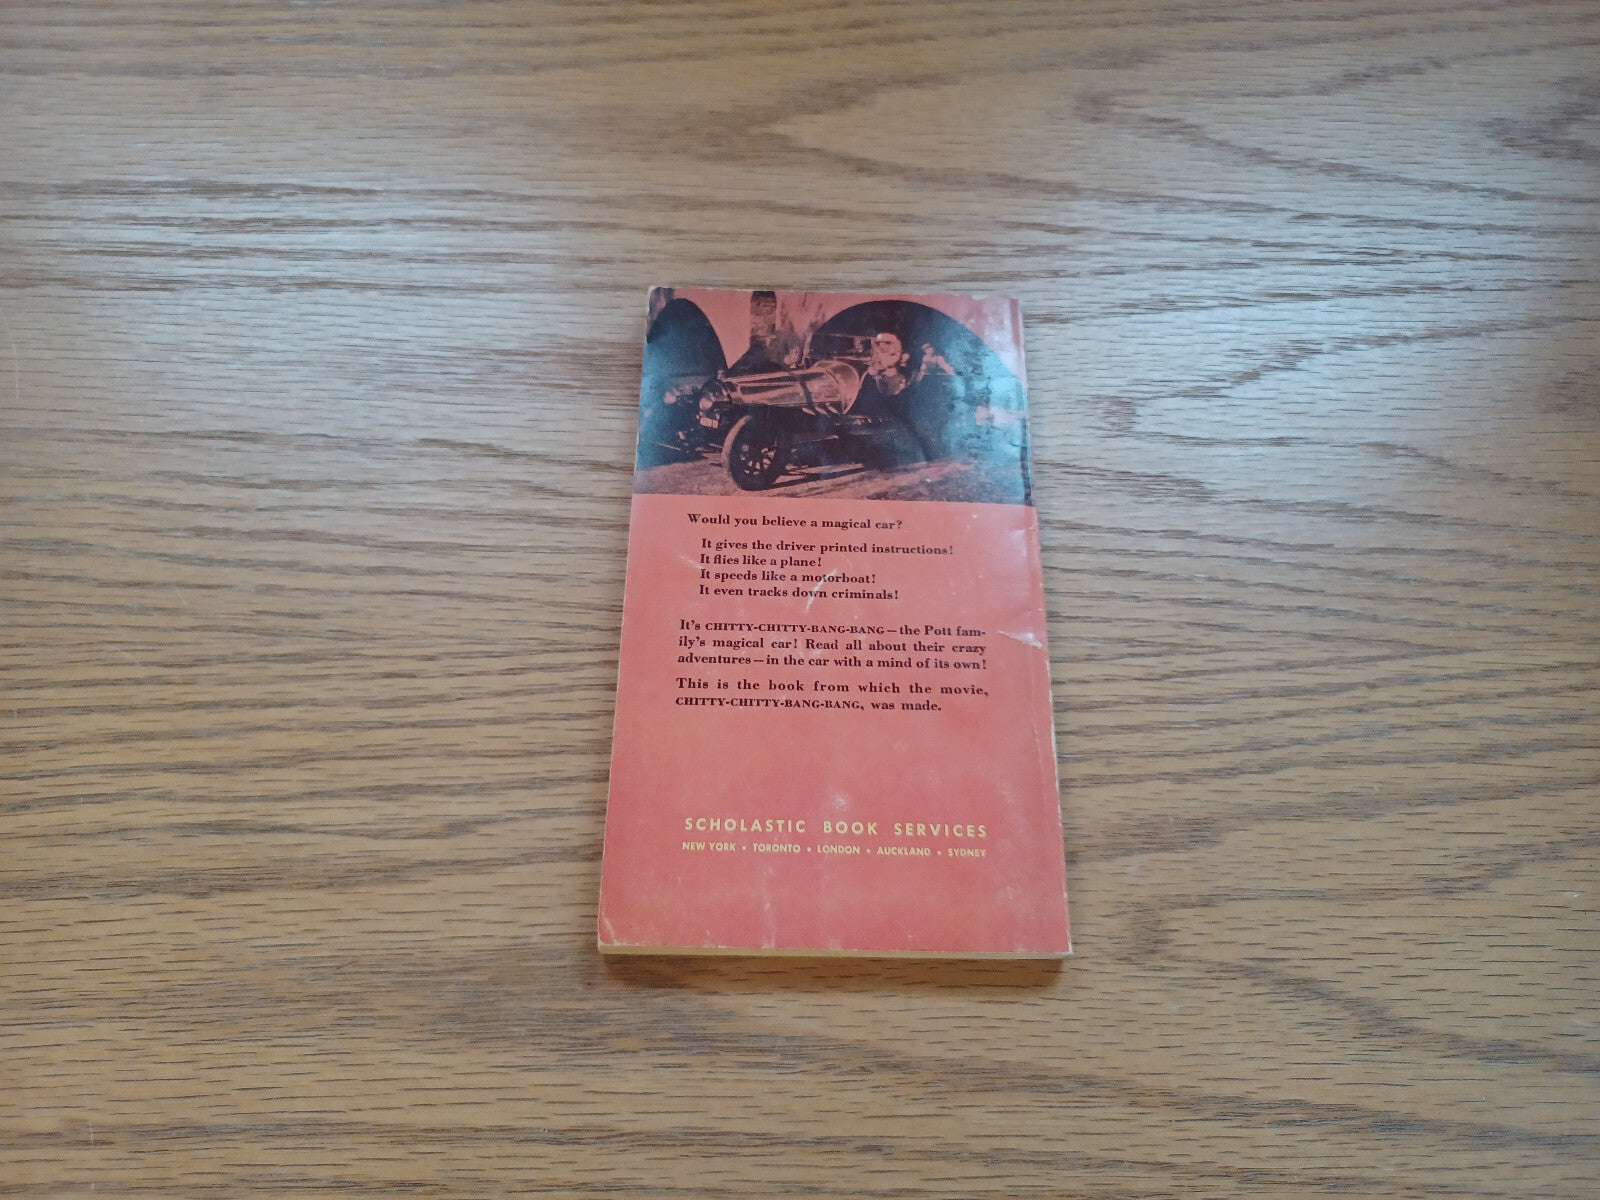 Would you believe a magical car?
It gives the driver printed instructions!
It flies like a plane!
It speeds like a motorboat!
It even tracks down criminals!
It's CHITTY-CHITTY-BANG-BANG—the Pott fam-
ily's magical car! Read all about their crazy
adventures—in the car with a mind of its own!
This is the book from which the movie,
CHITTY-CHITTY-BANG-BANG, was made.
SCHOLASTIC BOOK SERVICES
NEW YORK • TORONTO • LONDON • AUCKLAND • SYDNEY